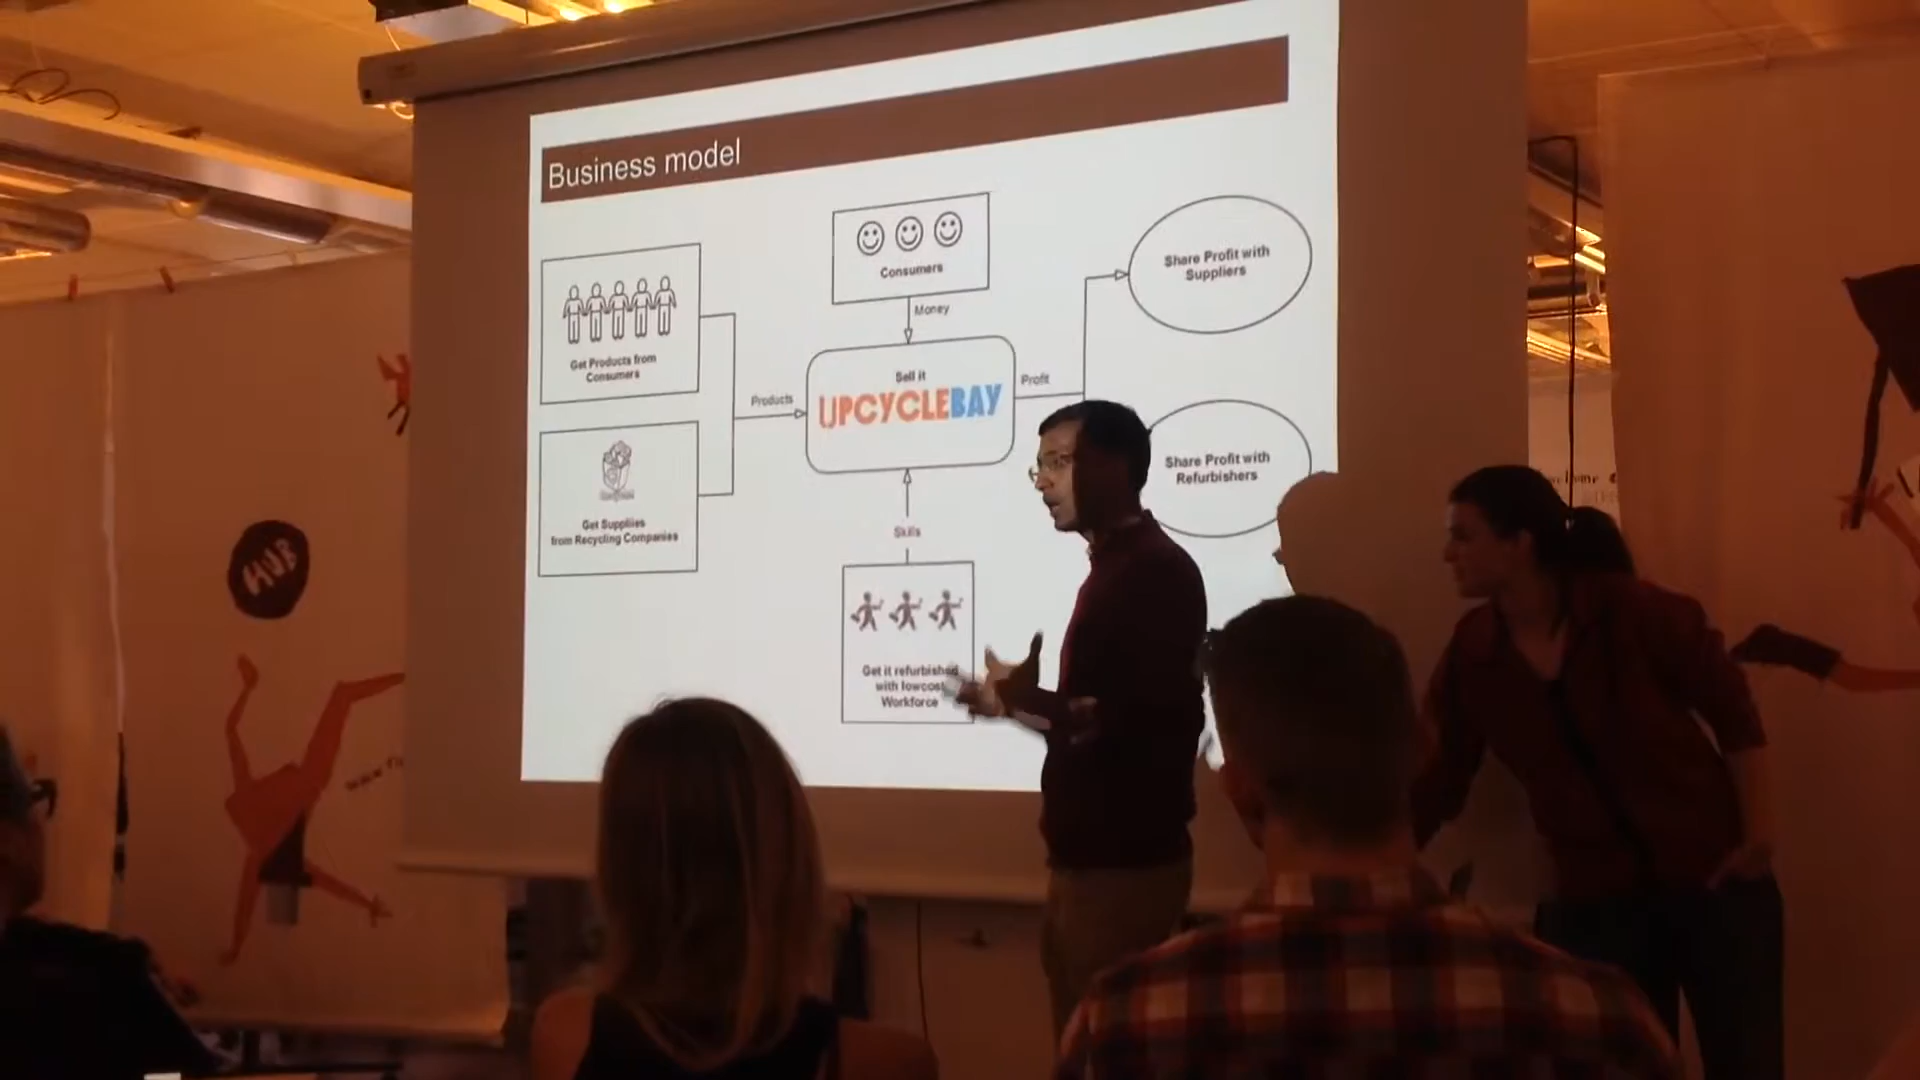 Business model
Consumers
Money
Get Products from
Consumers
Products
Sell it
UPCYCLEBAY
Profit
Share Profit with
Suppliers
Get Supplies
from Recycling Companies
Skills
Share Profit with
Refurbishers
Get it refurbished
with lowcost
Workforce
HUB